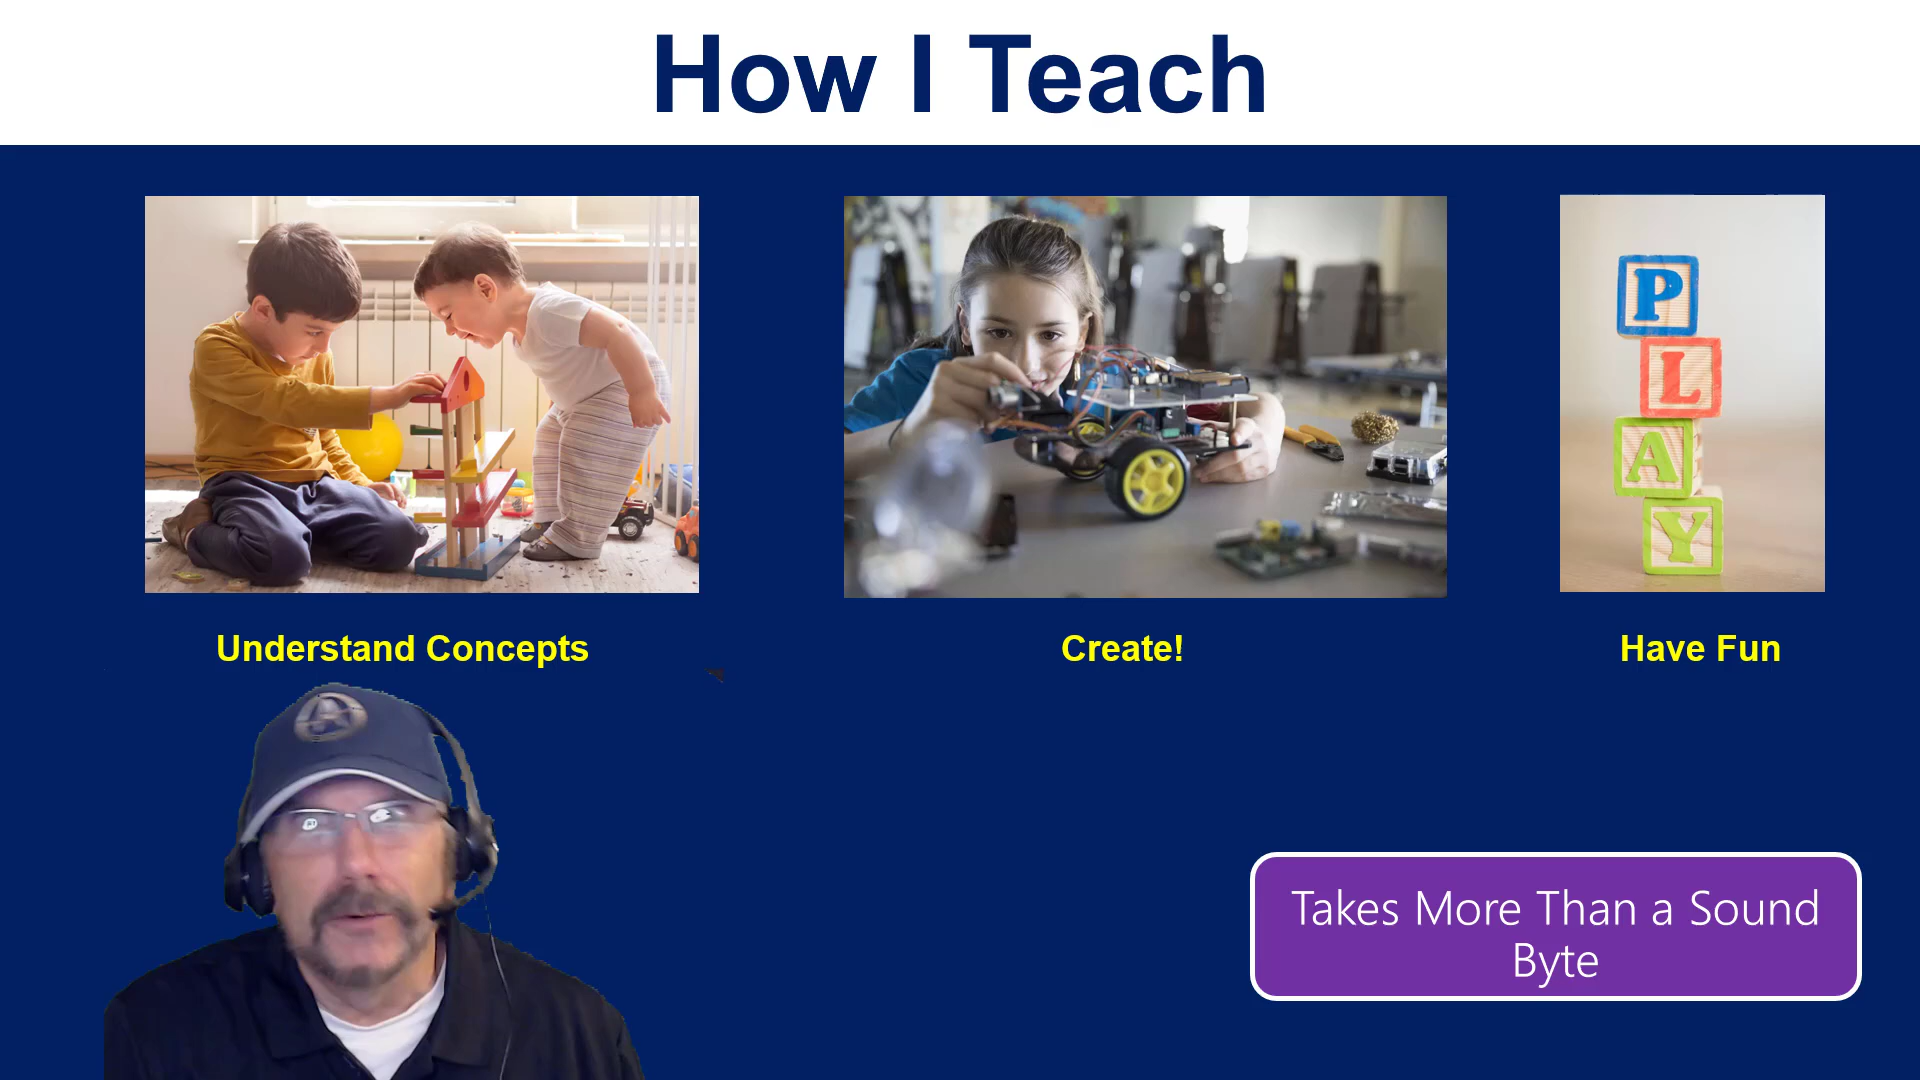 How I Teach
P
L
A
Y
Understand Concepts
Create!
Have Fun
A
Takes More Than a Sound
Byte